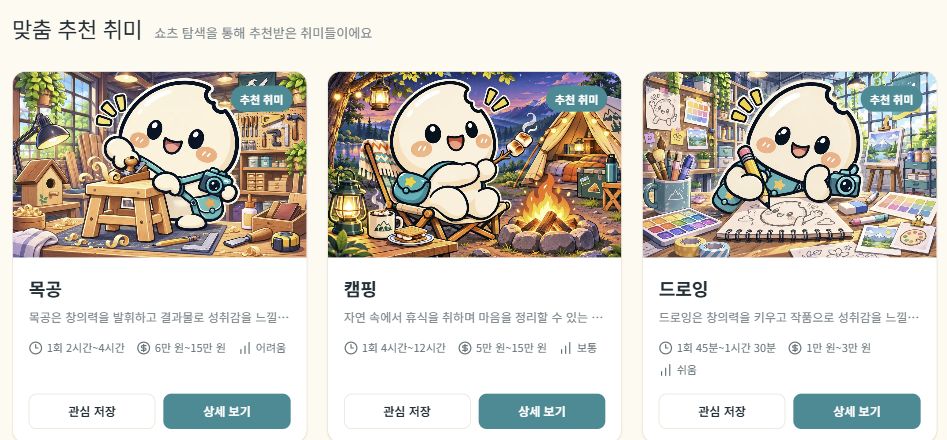 맞춤 추천 취미 쇼츠 탐색을 통해 추천받은 취미들이에요
추천 취미
목공
목공은 창의력을 발휘하고 결과물로 성취감을 느낄…
1회 2시간~4시간 6만 원~15만 원 어려움
관심 저장 상세 보기
추천 취미
캠핑
자연 속에서 휴식을 취하며 마음을 정리할 수 있는 …
1회 4시간~12시간 5만 원~15만 원 보통
관심 저장 상세 보기
추천 취미
드로잉
드로잉은 창의력을 키우고 작품으로 성취감을 느낄…
1회 45분~1시간 30분 1만 원~3만 원
쉬움
관심 저장 상세 보기